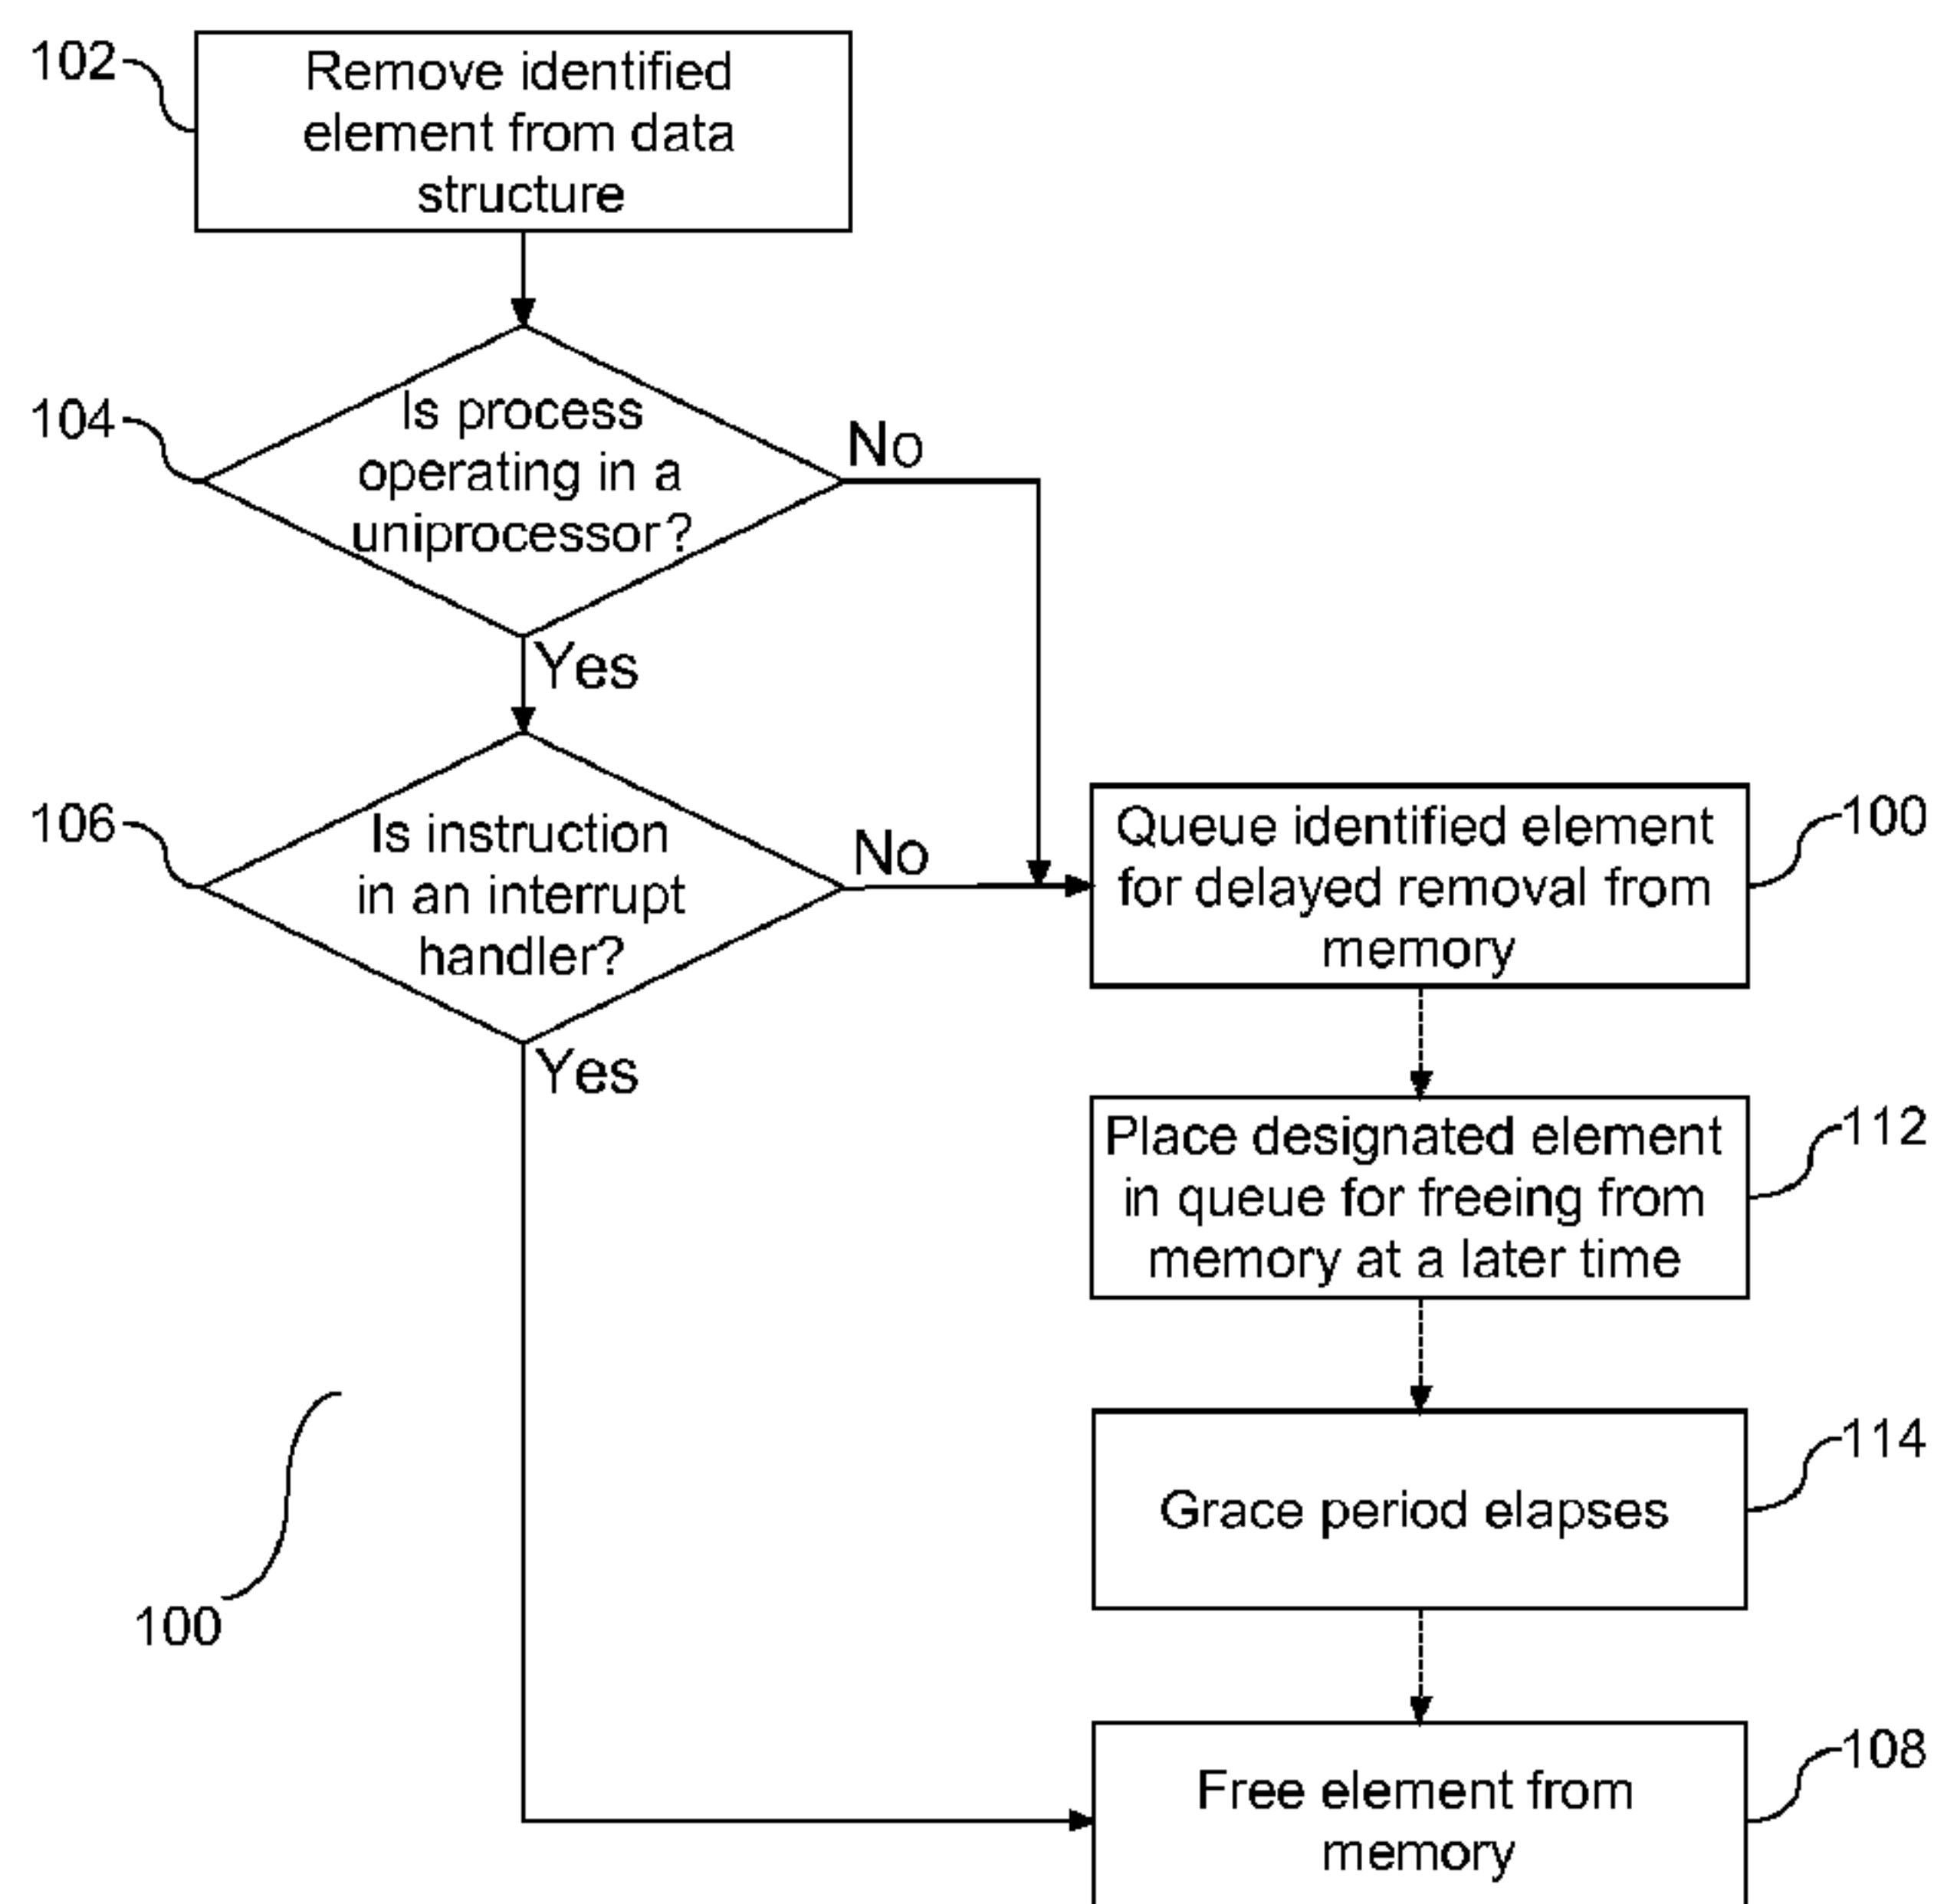 102
Remove identified
element from data
structure
104
Is process
operating in a
uniprocessor?
No
Yes
106
Is instruction
in an interrupt
handler?
No
Yes
Queue identified element
for delayed removal from
memory
100
Place designated element
in queue for freeing from
memory at a later time
112
Grace period elapses
114
100
Free element from
memory
108